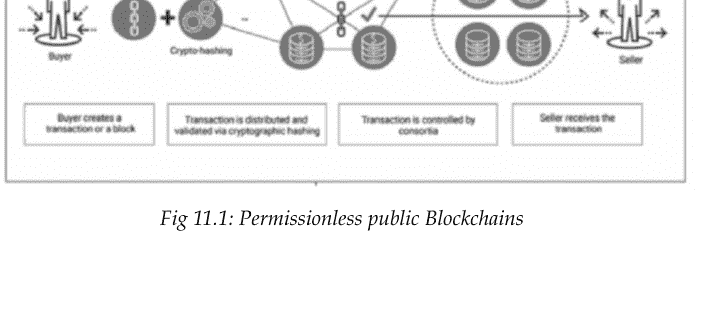 Buyer
Crypto-hashing
Seller
Buyer creates a
transaction or a block
Transaction is distributed and
validated via cryptographic hashing
Transaction is controlled by
consortia
Seller receives the
transaction
Fig 11.1: Permissionless public Blockchains